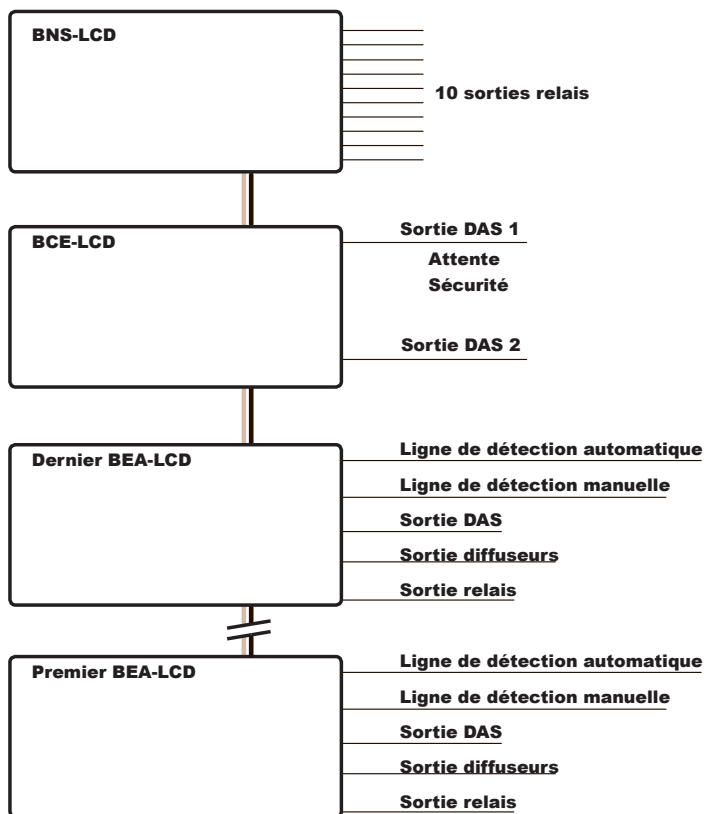 BNS-LCD
10 sorties relais
BCE-LCD
Sortie DAS 1
Attente
Sécurité
Sortie DAS 2
Dernier BEA-LCD
Ligne de détection automatique
Ligne de détection manuelle
Sortie DAS
Sortie diffuseurs
Sortie relais
Premier BEA-LCD
Ligne de détection automatique
Ligne de détection manuelle
Sortie DAS
Sortie diffuseurs
Sortie relais